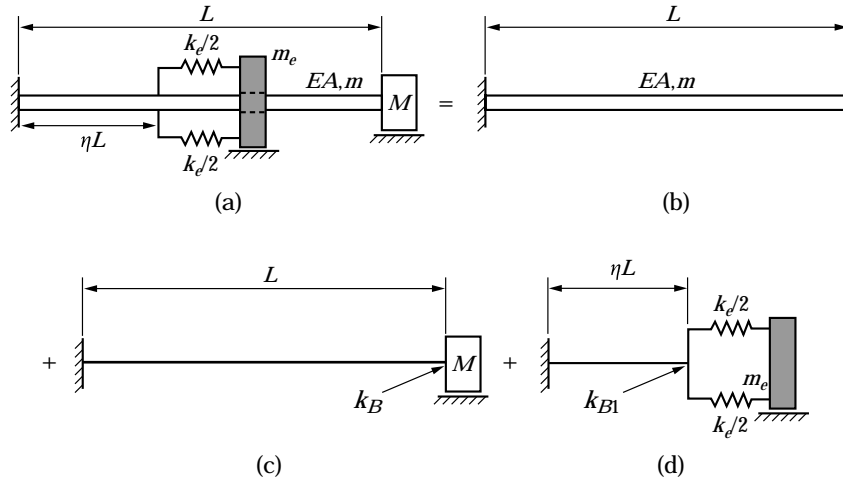 L L
k_e/2 m_e
EA, m EA, m
M =
ηL
k_e/2
(a) (b)
L ηL
k_e/2
+ M + m_e
k_B k_B1
k_e/2
(c) (d)